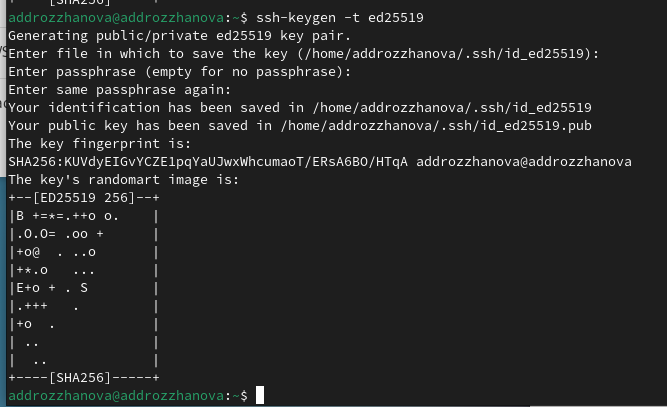 addrozzhanova@addrozzhanova:~$ ssh-keygen -t ed25519
Generating public/private ed25519 key pair.
Enter file in which to save the key (/home/addrozzhanova/.ssh/id_ed25519):
Enter passphrase (empty for no passphrase):
Enter same passphrase again:
Your identification has been saved in /home/addrozzhanova/.ssh/id_ed25519
Your public key has been saved in /home/addrozzhanova/.ssh/id_ed25519.pub
The key fingerprint is:
SHA256:KUVdyEIGvYCZE1pqYaUJwxWhcumaoT/ERsA6BO/HTqA addrozzhanova@addrozzhanova
The key's randomart image is:
+--[ED25519 256]--+
|B +=*=.++o o.    |
|.O.O= .oo +      |
|+o@  . ..o       |
|+*.o   ...       |
|E+o + . S        |
|.+++   .         |
|+o  .            |
| ..              |
|  ..             |
+----[SHA256]-----+
addrozzhanova@addrozzhanova:~$